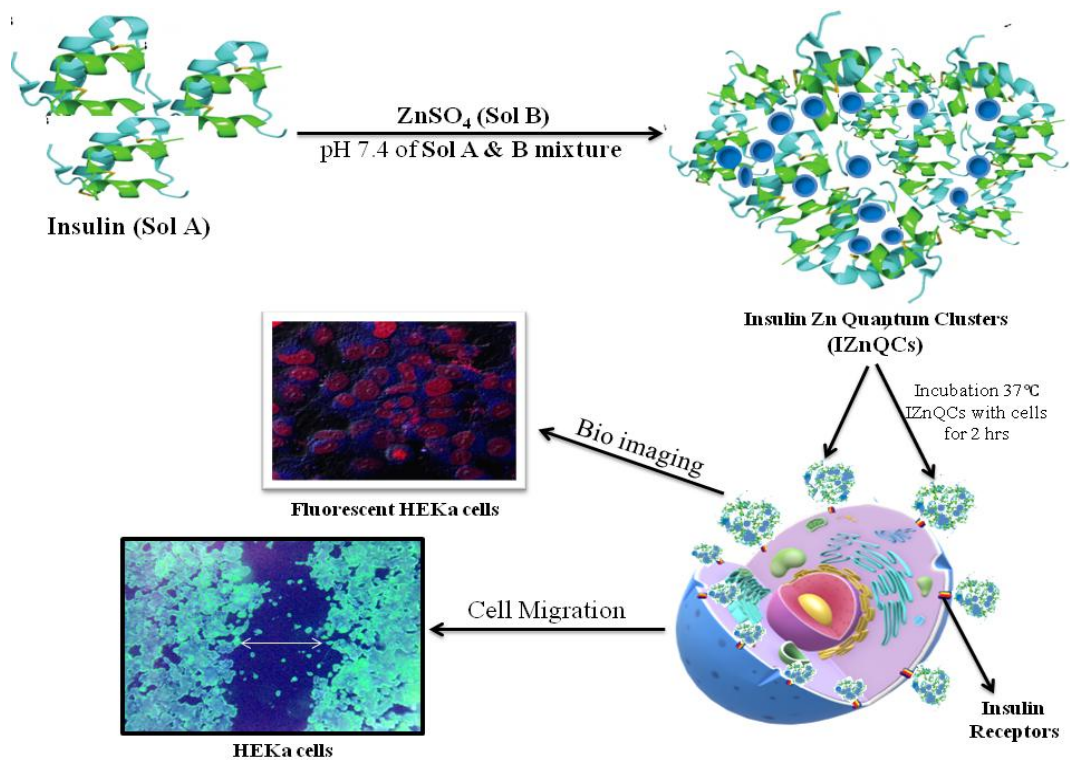 ZnSO₄ (Sol B)
pH 7.4 of Sol A & B mixture
Insulin (Sol A)
Insulin Zn Quantum Clusters
(IZnQCs)
Incubation 37℃
IZnQCs with cells
for 2 hrs
Bio imaging
Fluorescent HEKa cells
Cell Migration
Insulin
Receptors
HEKa cells